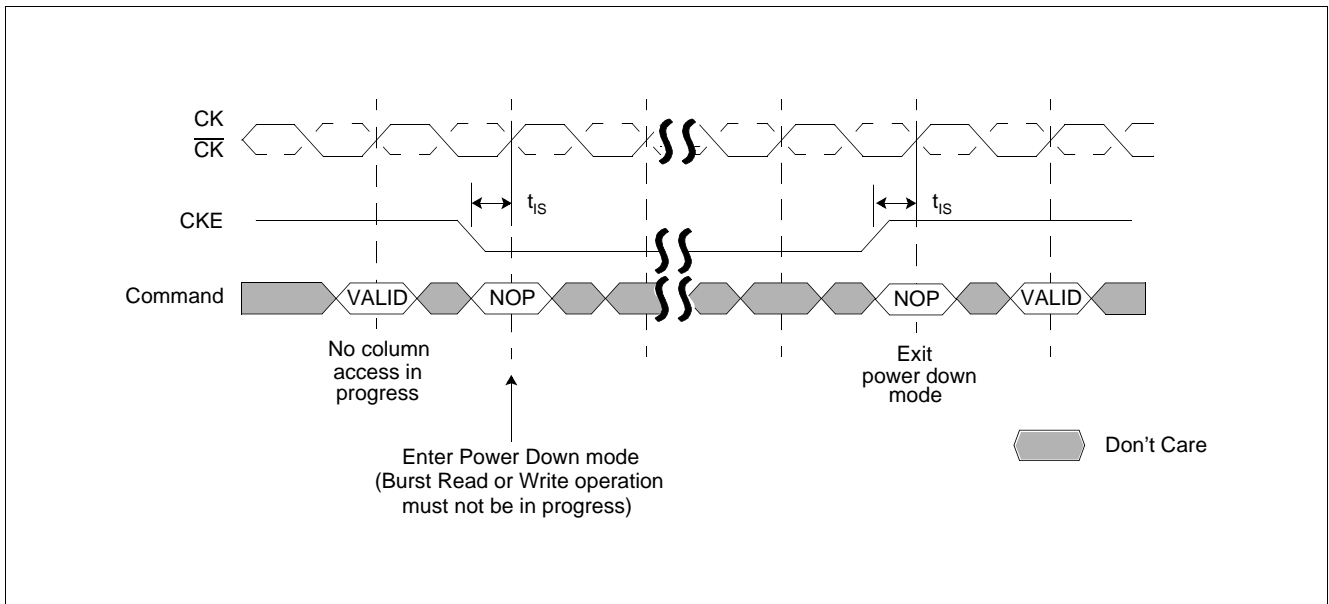 CK
CK
t_IS
t_IS
CKE
Command
VALID
NOP
NOP
VALID
No column
access in
progress
Exit
power down
mode
Don't Care
Enter Power Down mode
(Burst Read or Write operation
must not be in progress)